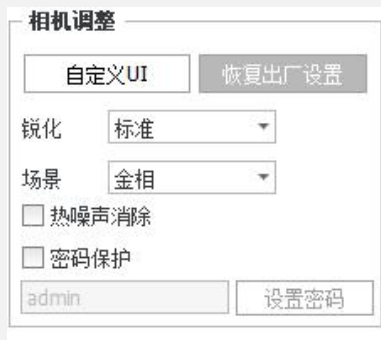 相机调整
自定义UI 恢复出厂设置
锐化 标准
场景 金相
热噪声消除
密码保护
admin 设置密码